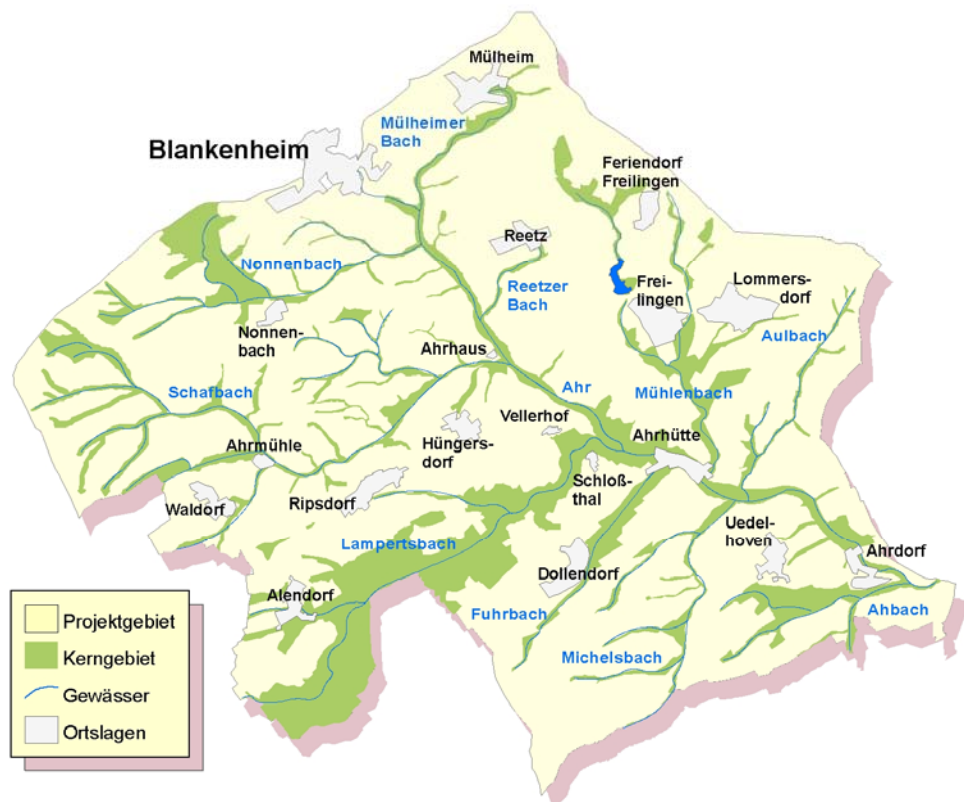 Mülheim
Mülheimer
Bach
Blankenheim
Feriendorf
Freilingen
Reetz
Nonnenbach
Reetzer
Bach
Frei-
lingen
Lommers-
dorf
Aulbach
Nonnen-
bach
Ahrhaus
Schafbach
Ahr
Mühlenbach
Vellerhof
Ahrmühle
Hüngers-
dorf
Ahrhütte
Schloß-
thal
Waldorf
Ripsdorf
Lampertsbach
Uedel-
hoven
Ahrdorf
Dollendorf
Alendorf
Fuhrbach
Ahbach
Michelsbach
Projektgebiet
Kerngebiet
Gewässer
Ortslagen